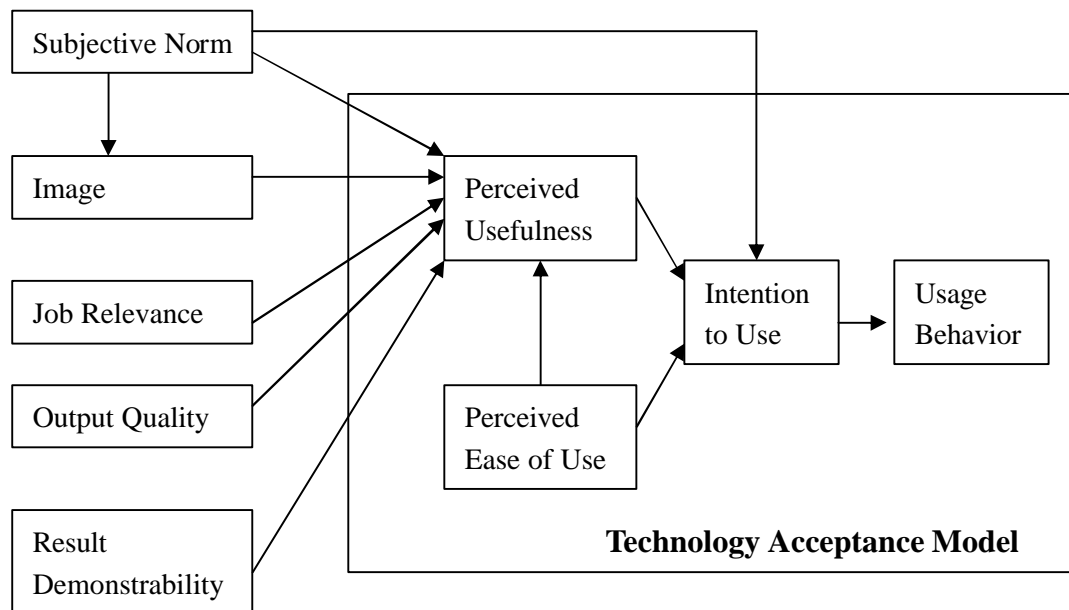 Subjective Norm
Image
Job Relevance
Output Quality
Result
Demonstrability
Perceived
Usefulness
Perceived
Ease of Use
Intention
to Use
Usage
Behavior
Technology Acceptance Model